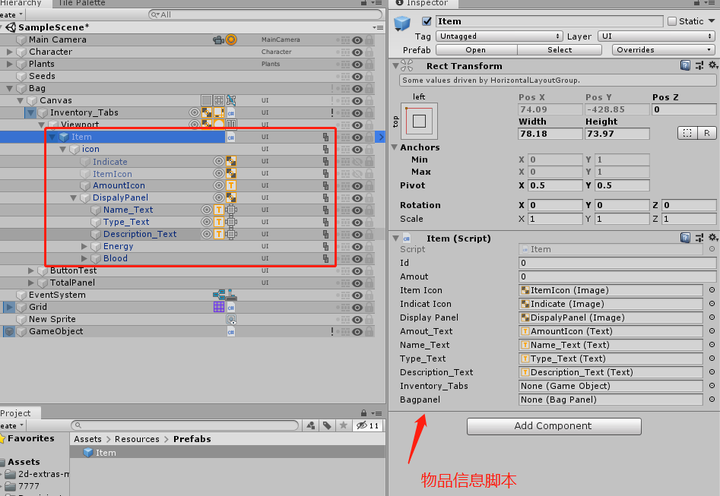 Hierarchy
Tile Palette
eate
All
SampleScene*
Main Camera
MainCamera
Character
Character
Plants
Plants
Seeds
UI
Bag
UI
Canvas
UI
Inventory_Tabs
UI
Viewport
UI
Item
UI
icon
UI
Indicate
UI
ItemIcon
UI
AmountIcon
UI
DispalyPanel
UI
Name_Text
UI
Type_Text
UI
Description_Text
UI
Energy
UI
Blood
UI
ButtonTest
UI
TotalPanel
UI
EventSystem
Grid
New Sprite
GameObject
Project
eate
11
Favorites
Assets
2d-extras-m
7777
Assets > Resources > Prefabs
Item
Inspector
Item
Static
Tag
Untagged
Layer
UI
Prefab
Open
Select
Overrides
Rect Transform
Some values driven by HorizontalLayoutGroup.
left
top
Pos X
Pos Y
Pos Z
74.09
-428.85
0
Width
Height
78.18
73.97
R
Anchors
Min
X 0
Y 1
Max
X 0
Y 1
Pivot
X 0.5
Y 0.5
Rotation
X 0
Y 0
Z 0
Scale
X 1
Y 1
Z 1
Item (Script)
Script
Item
Id
0
Amout
0
Item Icon
ItemIcon (Image)
Indicat Icon
Indicate (Image)
Display Panel
DispalyPanel (Image)
Amout_Text
AmountIcon (Text)
Name_Text
Name_Text (Text)
Type_Text
Type_Text (Text)
Description_Text
Description_Text (Text)
Inventory_Tabs
None (Game Object)
Bagpanel
None (Bag Panel)
Add Component
物品信息脚本